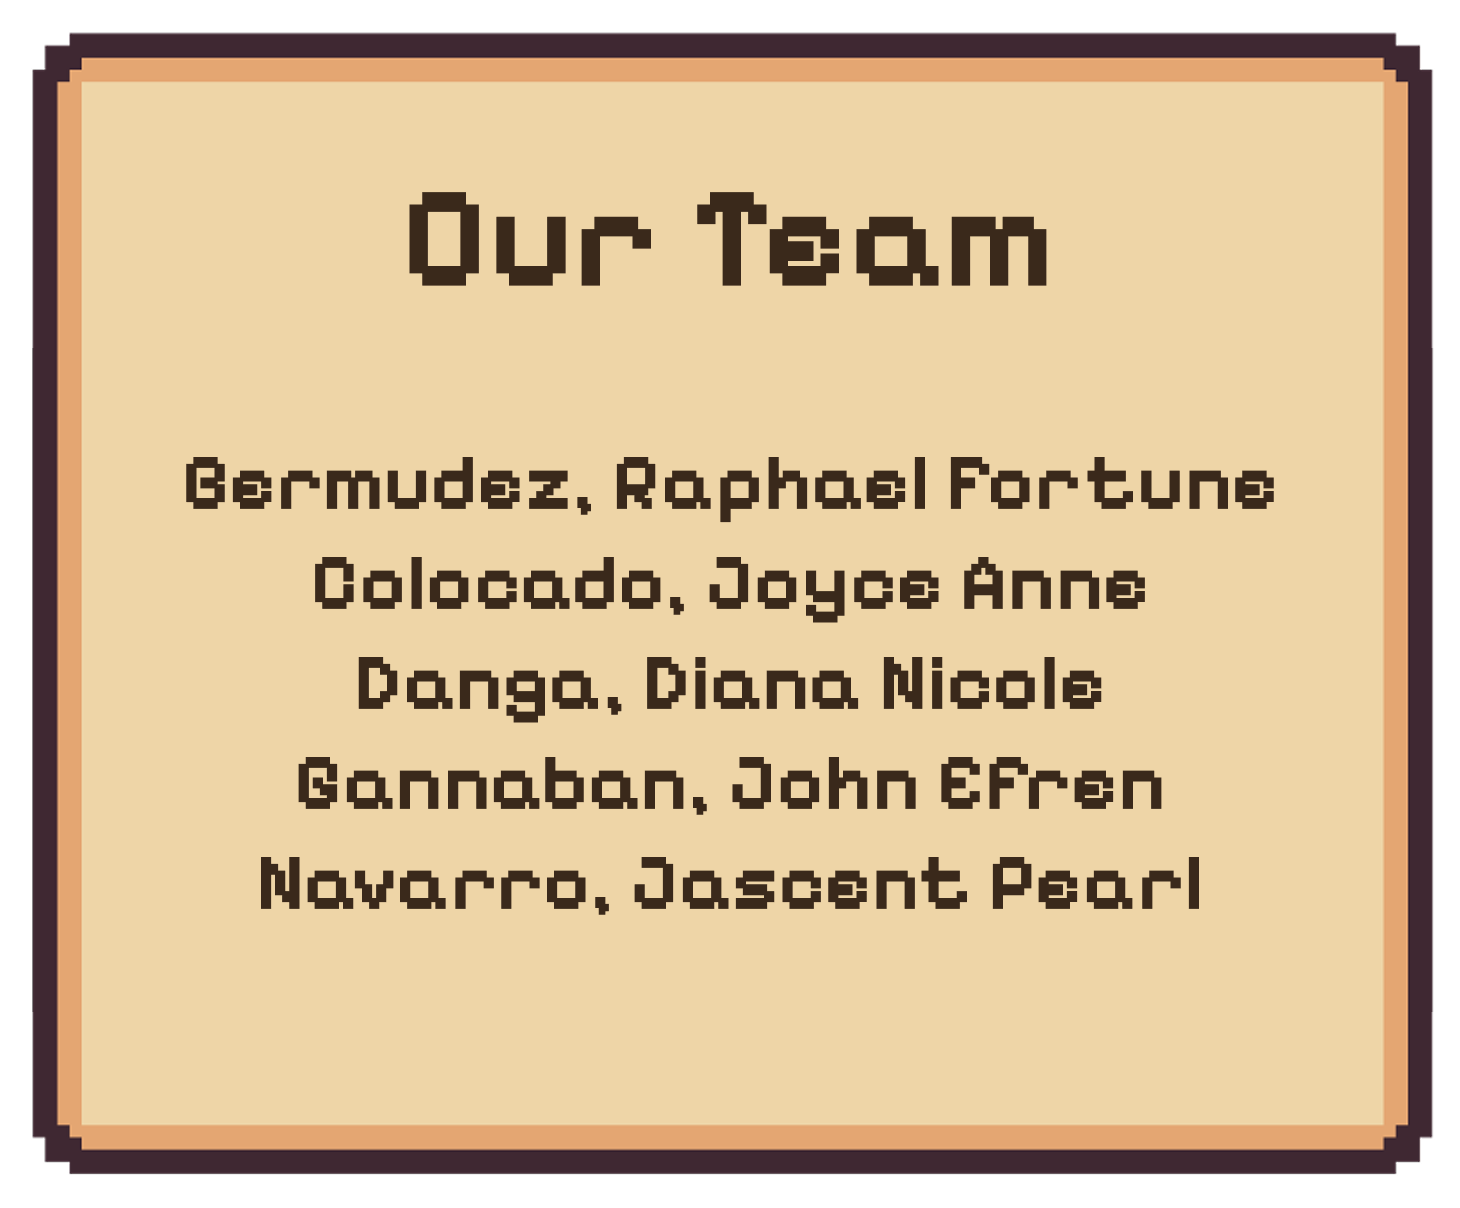 Our Team
Bermudez, Raphael Fortune
Colocado, Joyce Anne
Danga, Diana Nicole
Gannaban, John Efren
Navarro, Jascent Pearl